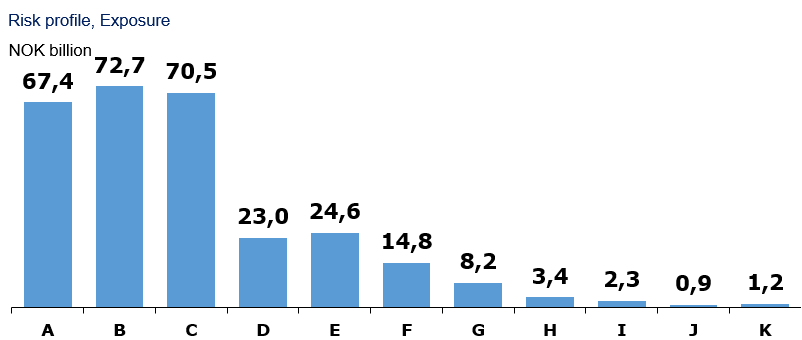 Risk profile, Exposure
NOK billion
67,4 72,7 70,5 23,0 24,6 14,8 8,2 3,4 2,3 0,9 1,2
A B C D E F G H I J K